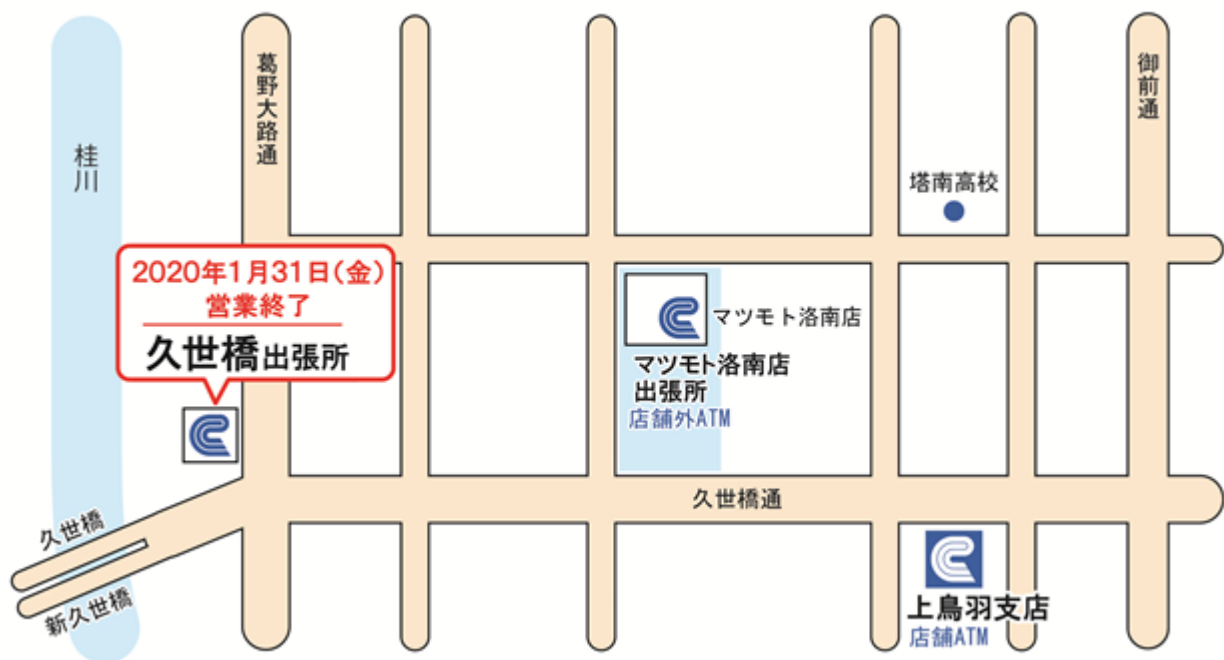 葛野大路通
御前通
桂川
塔南高校
2020年1月31日(金)
営業終了
久世橋出張所
マツモト洛南店
マツモト洛南店
出張所
店舗外ATM
久世橋通
久世橋
新久世橋
上鳥羽支店
店舗ATM